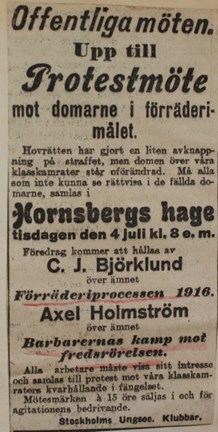 Offentliga möten.
Upp till
Protestmöte
mot domarne i förräderi-
målet.
Hovrätten har gjort en liten avknapp-
ning på straffet, men domen över våra
klasskamrater står oförändrad. Må alla
som inte kunna se rättvisa i de fällda do-
marne, samlas i
Hornsbergs hage
tisdagen den 4 juli kl. 8 e. m.
Föredrag kommer att hållas av
C. J. Björklund
över ämnet
Förräderiprocessen 1916.
Axel Holmström
över ämnet
Barbarernas kamp mot
fredsrörelsen.
Alla arbetare måste visa sitt intresse
och samlas till protest mot våra klasskam-
raters kvarhållande i fängelset.
Mötesmärken à 15 öre säljas i och för
agitationens bedrivande.
Stockholms Ungsoc. Klubbar.